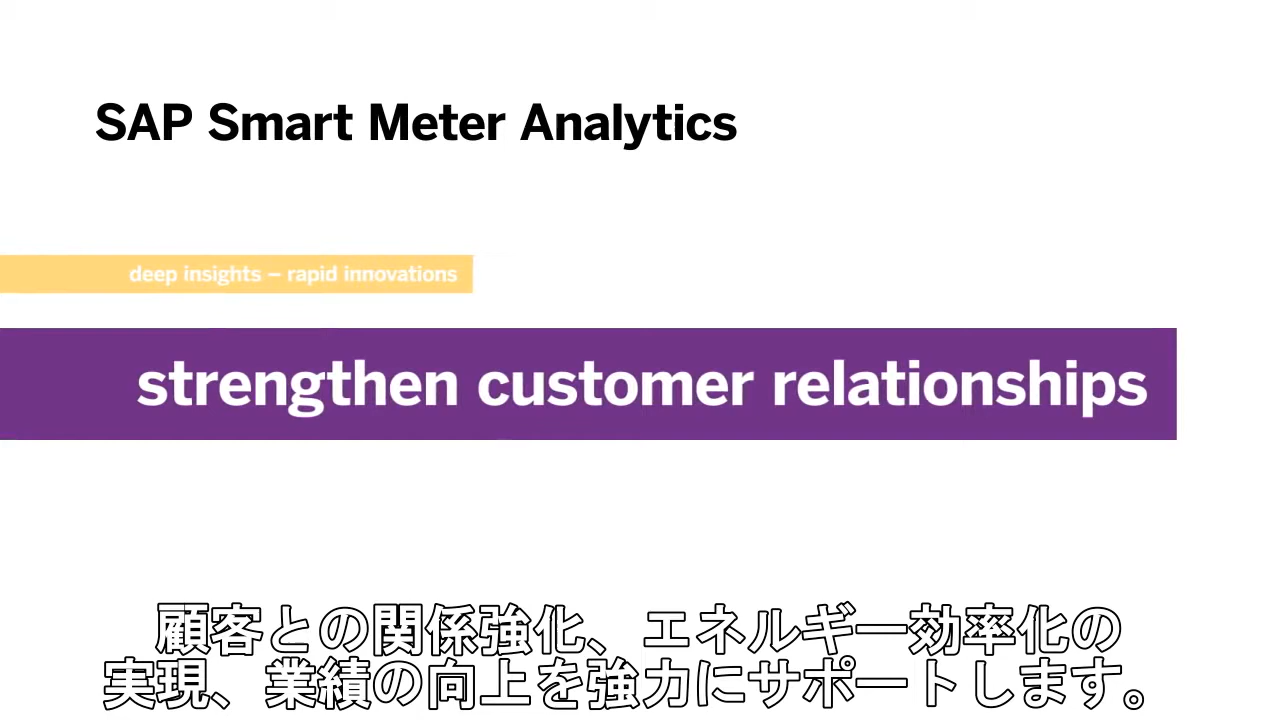 SAP Smart Meter Analytics
deep insights – rapid innovations
strengthen customer relationships
顧客との関係強化、エネルギー効率化の
実現、業績の向上を強力にサポートします。